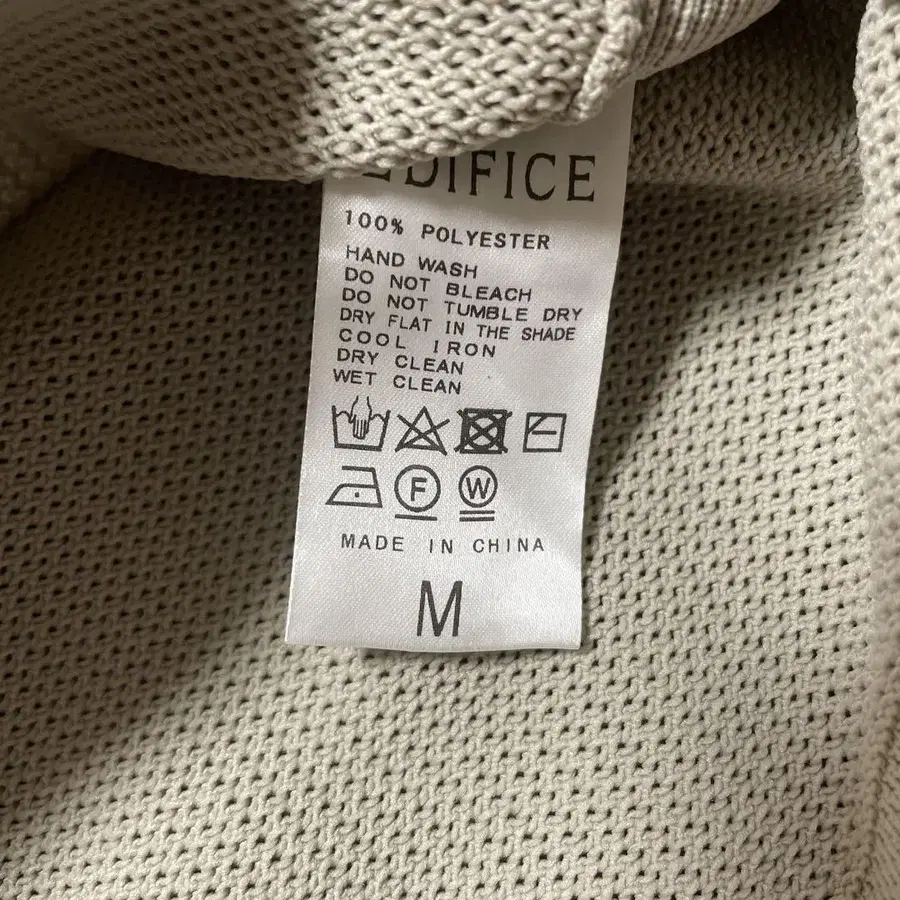 EDIFICE
100% POLYESTER
HAND WASH
DO NOT BLEACH
DO NOT TUMBLE DRY
DRY FLAT IN THE SHADE
COOL IRON
DRY CLEAN
WET CLEAN
F W
MADE IN CHINA
M